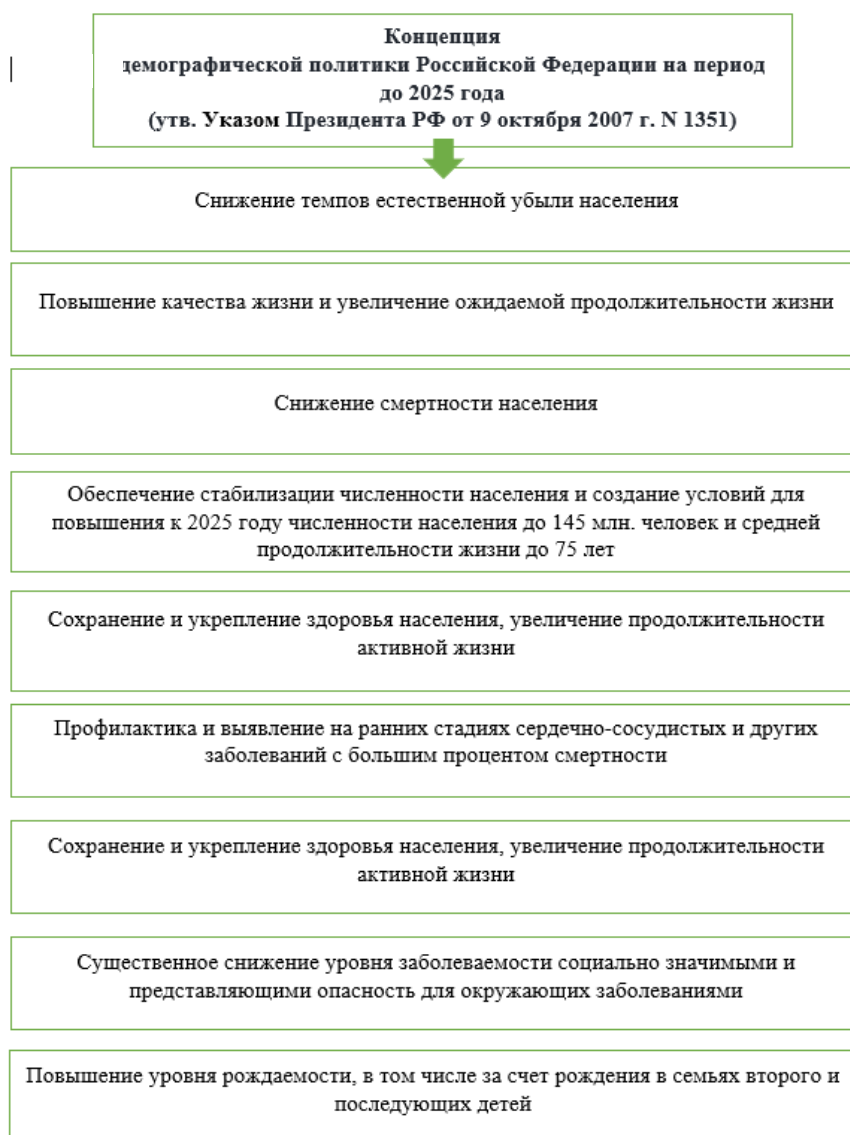 Концепция
демографической политики Российской Федерации на период
до 2025 года
(утв. Указом Президента РФ от 9 октября 2007 г. N 1351)
Снижение темпов естественной убыли населения
Повышение качества жизни и увеличение ожидаемой продолжительности жизни
Снижение смертности населения
Обеспечение стабилизации численности населения и создание условий для
повышения к 2025 году численности населения до 145 млн. человек и средней
продолжительности жизни до 75 лет
Сохранение и укрепление здоровья населения, увеличение продолжительности
активной жизни
Профилактика и выявление на ранних стадиях сердечно-сосудистых и других
заболеваний с большим процентом смертности
Сохранение и укрепление здоровья населения, увеличение продолжительности
активной жизни
Существенное снижение уровня заболеваемости социально значимыми и
представляющими опасность для окружающих заболеваниями
Повышение уровня рождаемости, в том числе за счет рождения в семьях второго и
последующих детей